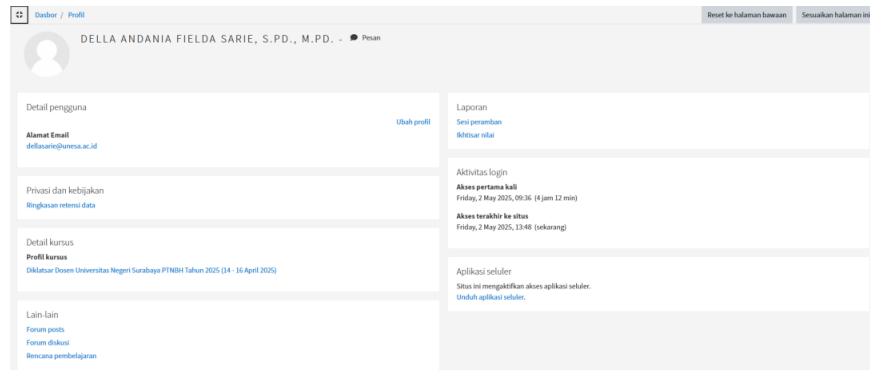 Dasbor / Profil
Reset ke halaman bawaan
Sesuaikan halaman ini
DELLA ANDANIA FIELDA SARIE, S.PD., M.PD. - Pesan
Detail pengguna
Ubah profil
Alamat Email
dellasarie@unesa.ac.id
Privasi dan kebijakan
Ringkasan retensi data
Detail kursus
Profil kursus
Diklatsar Dosen Universitas Negeri Surabaya PTNBH Tahun 2025 (14 - 16 April 2025)
Lain-lain
Forum posts
Forum diskusi
Rencana pembelajaran
Laporan
Sesi peramban
Ikhtisar nilai
Aktivitas login
Akses pertama kali
Friday, 2 May 2025, 09:36 (4 jam 12 min)
Akses terakhir ke situs
Friday, 2 May 2025, 13:48 (sekarang)
Aplikasi seluler
Situs ini mengaktifkan akses aplikasi seluler.
Unduh aplikasi seluler.